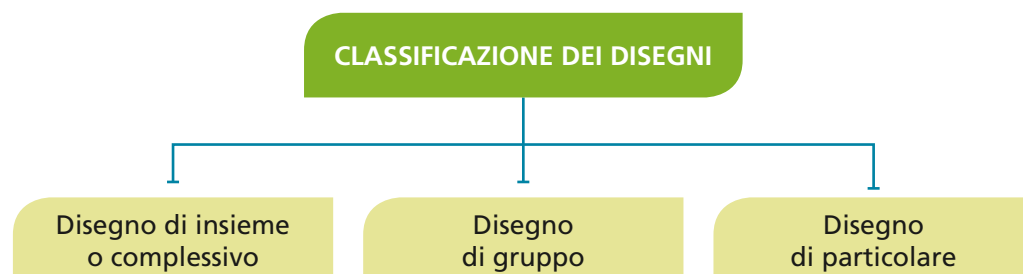 CLASSIFICAZIONE DEI DISEGNI
Disegno di insieme
o complessivo
Disegno
di gruppo
Disegno
di particolare